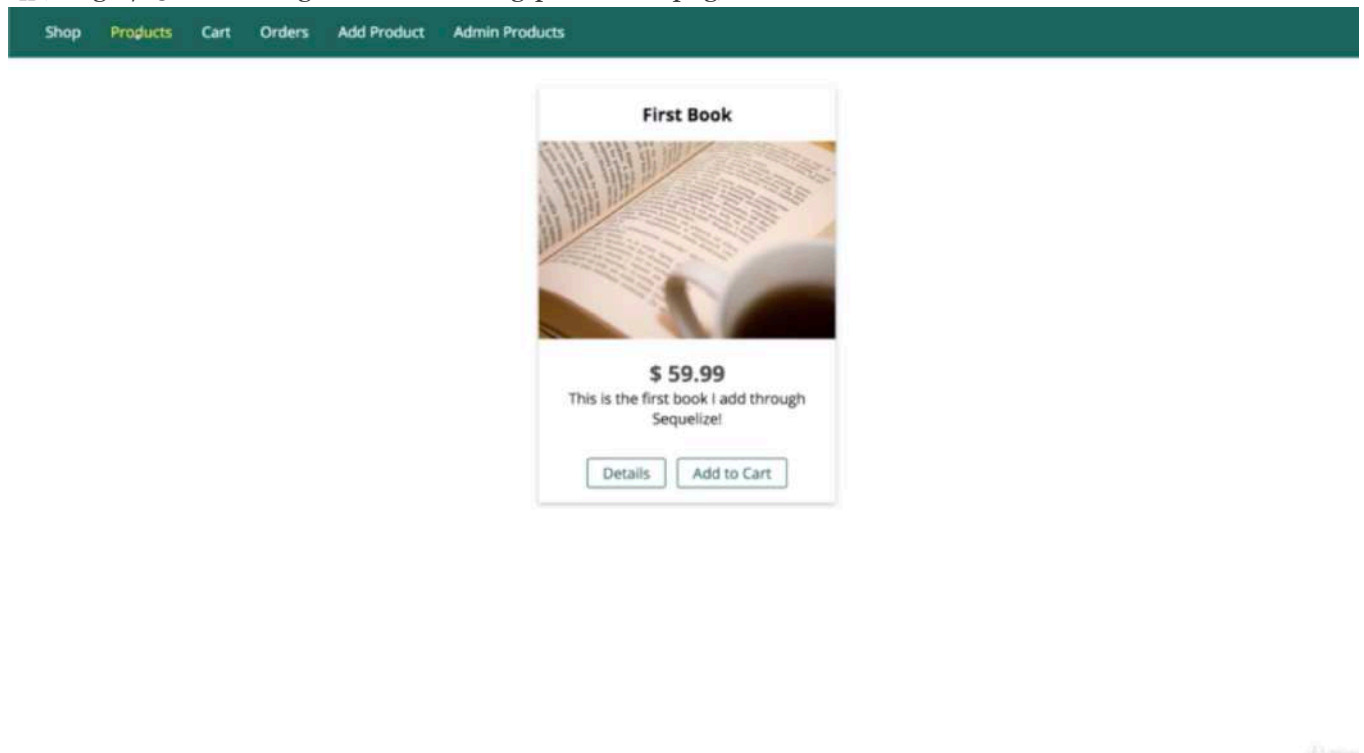 Shop Products Cart Orders Add Product Admin Products
First Book
$ 59.99
This is the first book I add through
Sequelize!
Details Add to Cart